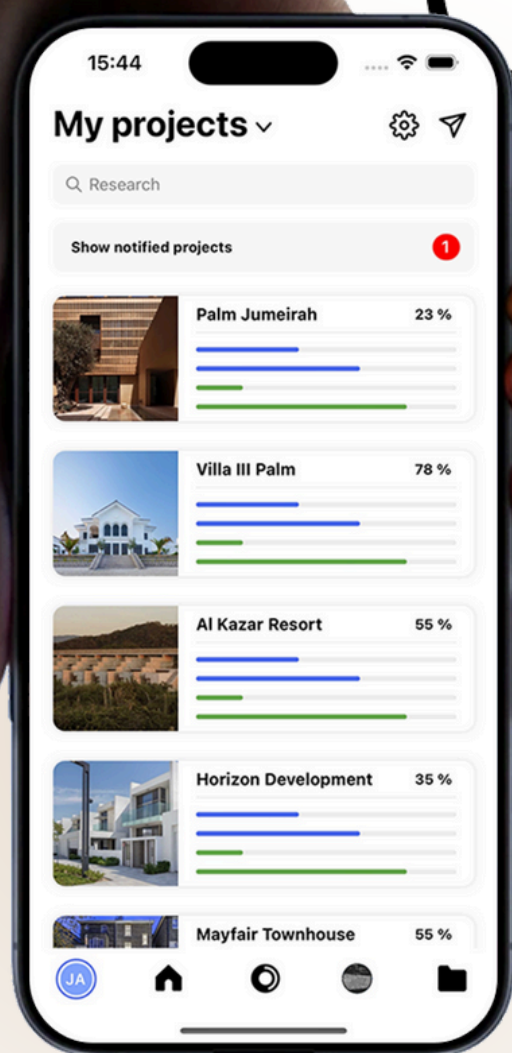 15:44
My projects
Research
Show notified projects 1
Palm Jumeirah 23 %
Villa III Palm 78 %
Al Kazar Resort 55 %
Horizon Development 35 %
Mayfair Townhouse 55 %
JA